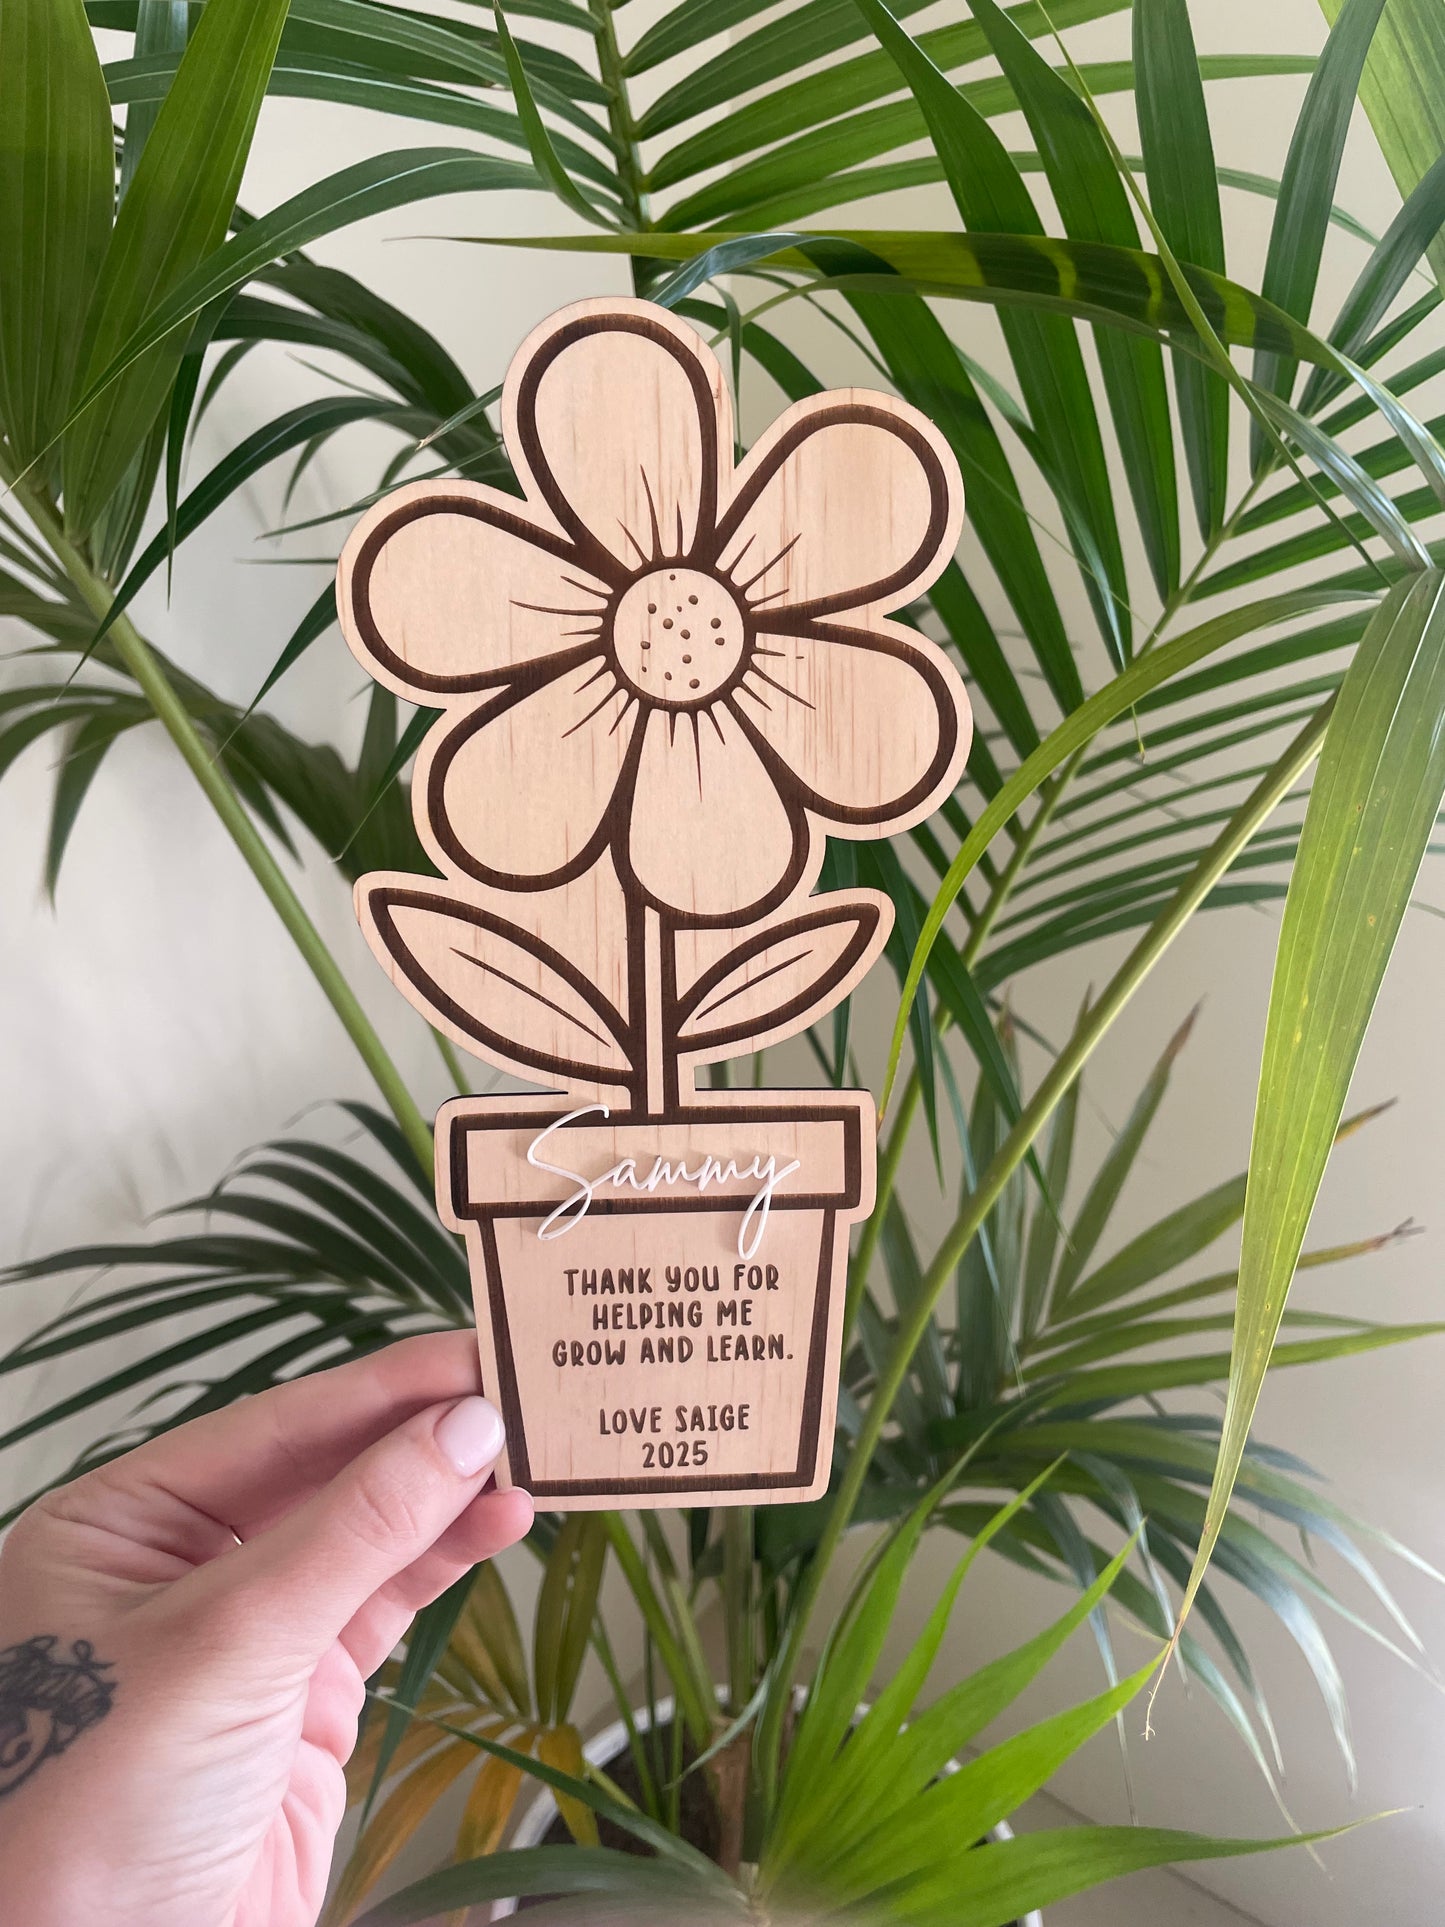 Sammy
THANK YOU FOR
HELPING ME
GROW AND LEARN.
LOVE SAIGE
2025